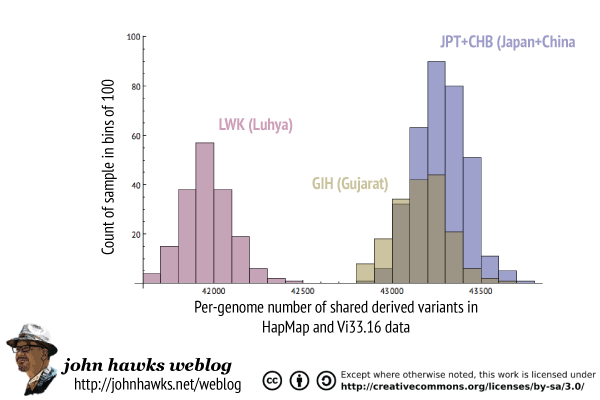 JPT+CHB (Japan+China
100
80
60
40
20
Count of sample in bins of 100
LWK (Luhya)
GIH (Gujarat)
42000
42500
43000
43500
Per-genome number of shared derived variants in
HapMap and Vi33.16 data
john hawks weblog
http://johnhawks.net/weblog
cc
Except where otherwise noted, this work is licensed under
http://creativecommons.org/licenses/by-sa/3.0/